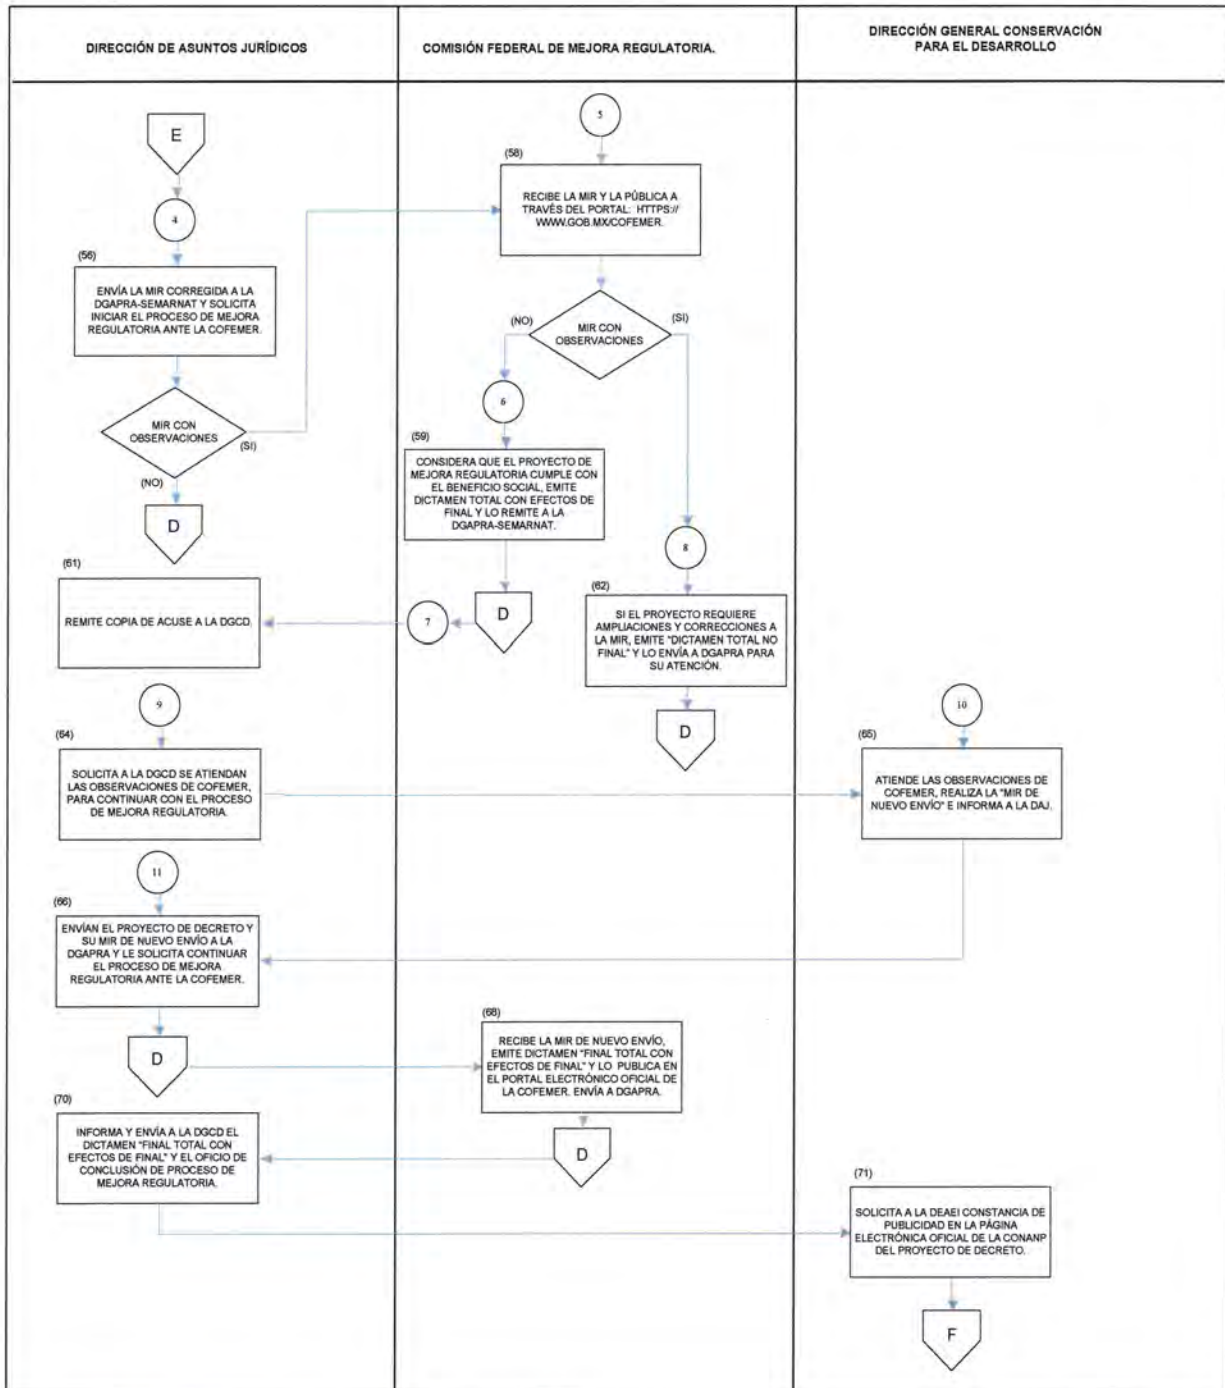 DIRECCIÓN DE ASUNTOS JURÍDICOS
COMISIÓN FEDERAL DE MEJORA REGULATORIA.
DIRECCIÓN GENERAL CONSERVACIÓN
PARA EL DESARROLLO
E
4
(56)
ENVÍA LA MIR CORREGIDA A LA
DGAPRA-SEMARNAT Y SOLICITA
INICIAR EL PROCESO DE MEJORA
REGULATORIA ANTE LA COFEMER.
MIR CON
OBSERVACIONES
(SI)
(NO)
D
5
(58)
RECIBE LA MIR Y LA PÚBLICA A
TRAVÉS DEL PORTAL: HTTPS://
WWW.GOB.MX/COFEMER.
(NO)
MIR CON
OBSERVACIONES
(SI)
6
(59)
CONSIDERA QUE EL PROYECTO DE
MEJORA REGULATORIA CUMPLE CON
EL BENEFICIO SOCIAL, EMITE
DICTAMEN TOTAL CON EFECTOS DE
FINAL Y LO REMITE A LA
DGAPRA-SEMARNAT.
D
7
(61)
REMITE COPIA DE ACUSE A LA DGCD.
8
(62)
SI EL PROYECTO REQUIERE
AMPLIACIONES Y CORRECCIONES A
LA MIR, EMITE "DICTAMEN TOTAL NO
FINAL" Y LO ENVÍA A DGAPRA PARA
SU ATENCIÓN.
D
9
(64)
SOLICITA A LA DGCD SE ATIENDAN
LAS OBSERVACIONES DE COFEMER,
PARA CONTINUAR CON EL PROCESO
DE MEJORA REGULATORIA.
10
(65)
ATIENDE LAS OBSERVACIONES DE
COFEMER, REALIZA LA "MIR DE
NUEVO ENVÍO" E INFORMA A LA DAJ.
11
(66)
ENVÍAN EL PROYECTO DE DECRETO Y
SU MIR DE NUEVO ENVÍO A LA
DGAPRA Y LE SOLICITA CONTINUAR
EL PROCESO DE MEJORA
REGULATORIA ANTE LA COFEMER.
D
(68)
RECIBE LA MIR DE NUEVO ENVÍO,
EMITE DICTAMEN "FINAL TOTAL CON
EFECTOS DE FINAL" Y LO PUBLICA EN
EL PORTAL ELECTRÓNICO OFICIAL DE
LA COFEMER. ENVÍA A DGAPRA.
D
(70)
INFORMA Y ENVÍA A LA DGCD EL
DICTAMEN "FINAL TOTAL CON
EFECTOS DE FINAL" Y EL OFICIO DE
CONCLUSIÓN DE PROCESO DE
MEJORA REGULATORIA.
(71)
SOLICITA A LA DEAEI CONSTANCIA DE
PUBLICIDAD EN LA PÁGINA
ELECTRÓNICA OFICIAL DE LA CONANP
DEL PROYECTO DE DECRETO.
F